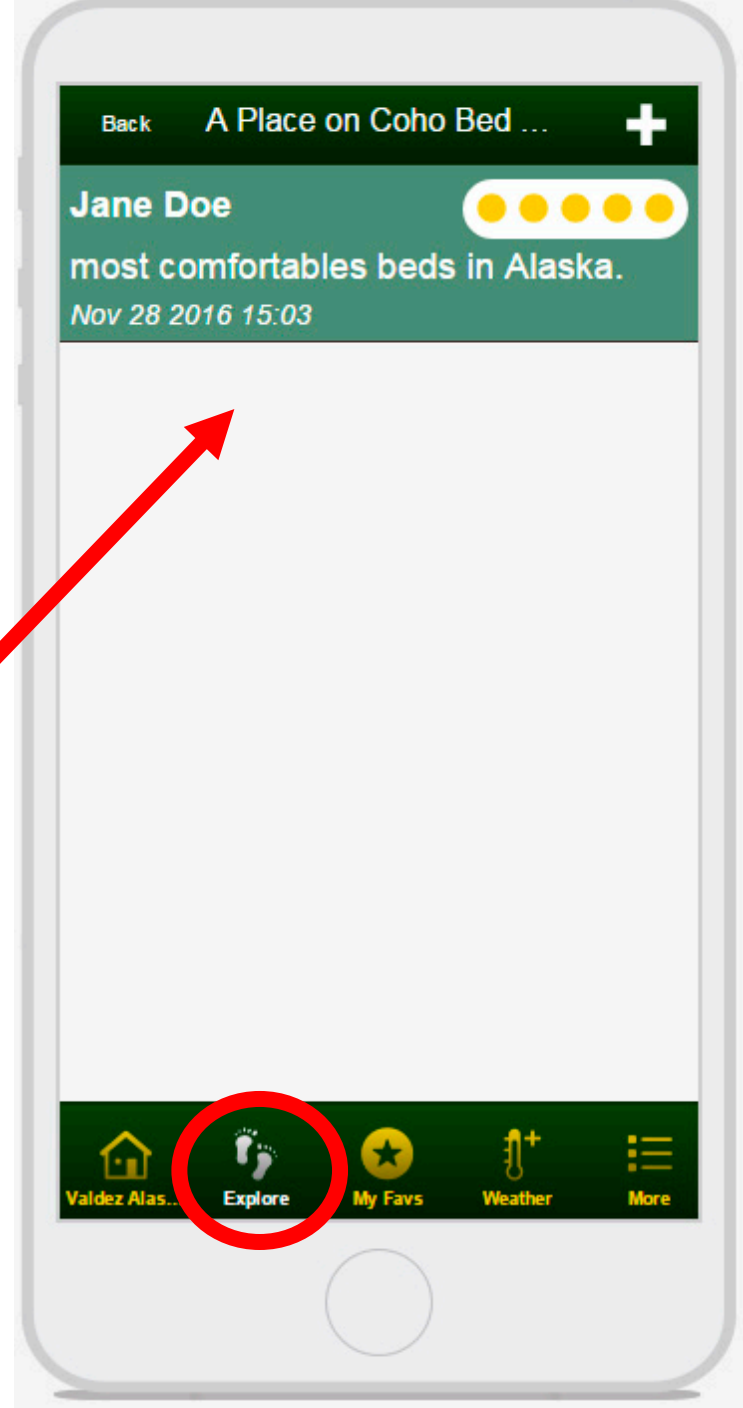 Back A Place on Coho Bed ...
Jane Doe
most comfortables beds in Alaska.
Nov 28 2016 15:03
Valdez Alas... Explore My Favs Weather More